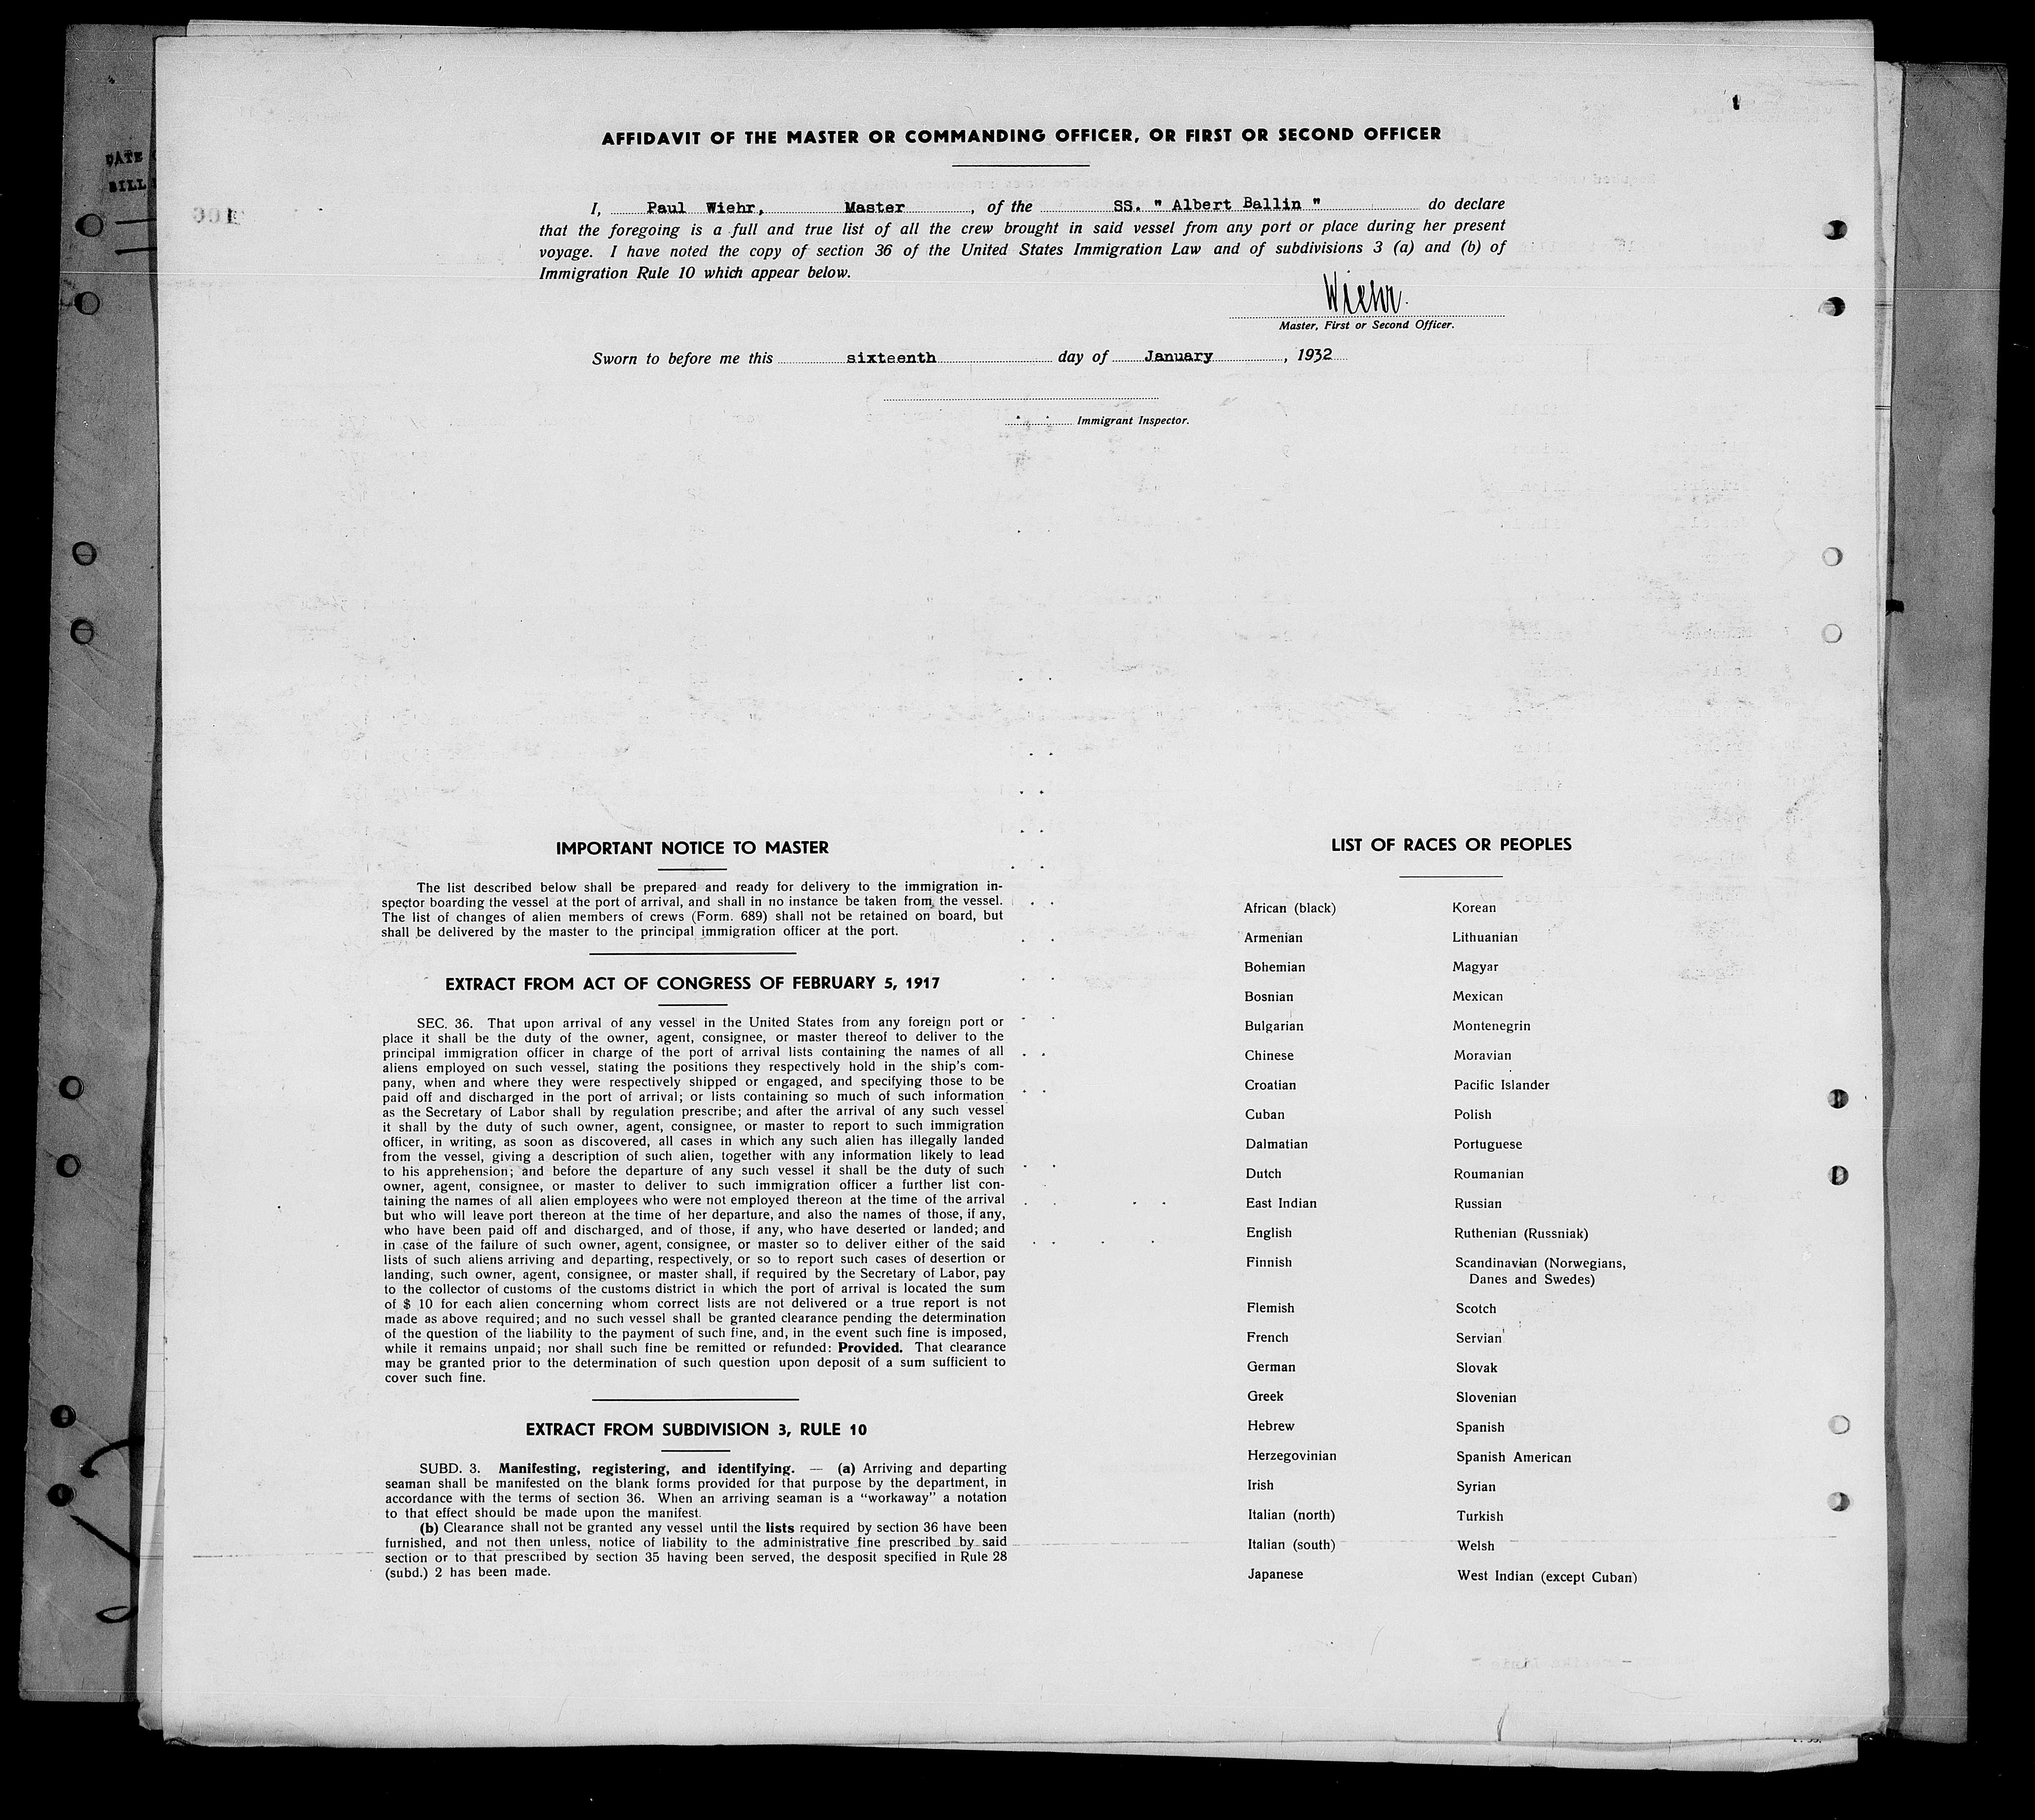 DATE
BILL
AFFIDAVIT OF THE MASTER OR COMMANDING OFFICER, OR FIRST OR SECOND OFFICER
I, Paul Wiehr, Master, of the SS. " Albert Ballin " do declare
that the foregoing is a full and true list of all the crew brought in said vessel from any port or place during her present
voyage. I have noted the copy of section 36 of the United States Immigration Law and of subdivisions 3 (a) and (b) of
Immigration Rule 10 which appear below.
Wiehr.
Master, First or Second Officer.
Sworn to before me this sixteenth day of January, 1932
Immigrant Inspector.
IMPORTANT NOTICE TO MASTER
The list described below shall be prepared and ready for delivery to the immigration in-
spector boarding the vessel at the port of arrival, and shall in no instance be taken from the vessel.
The list of changes of alien members of crews (Form. 689) shall not be retained on board, but
shall be delivered by the master to the principal immigration officer at the port.
EXTRACT FROM ACT OF CONGRESS OF FEBRUARY 5, 1917
SEC. 36. That upon arrival of any vessel in the United States from any foreign port or
place it shall be the duty of the owner, agent, consignee, or master thereof to deliver to the
principal immigration officer in charge of the port of arrival lists containing the names of all
aliens employed on such vessel, stating the positions they respectively hold in the ship's com-
pany, when and where they were respectively shipped or engaged, and specifying those to be
paid off and discharged in the port of arrival; or lists containing so much of such information
as the Secretary of Labor shall by regulation prescribe; and after the arrival of any such vessel
it shall by the duty of such owner, agent, consignee, or master to report to such immigration
officer, in writing, as soon as discovered, all cases in which any such alien has illegally landed
from the vessel, giving a description of such alien, together with any information likely to lead
to his apprehension; and before the departure of any such vessel it shall be the duty of such
owner, agent, consignee, or master to deliver to such immigration officer a further list con-
taining the names of all alien employees who were not employed thereon at the time of the arrival
but who will leave port thereon at the time of her departure, and also the names of those, if any,
who have been paid off and discharged, and of those, if any, who have deserted or landed; and
in case of the failure of such owner, agent, consignee, or master so to deliver either of the said
lists of such aliens arriving and departing, respectively, or so to report such cases of desertion or
landing, such owner, agent, consignee, or master shall, if required by the Secretary of Labor, pay
to the collector of customs of the customs district in which the port of arrival is located the sum
of $ 10 for each alien concerning whom correct lists are not delivered or a true report is not
made as above required; and no such vessel shall be granted clearance pending the determination
of the question of the liability to the payment of such fine, and, in the event such fine is imposed,
while it remains unpaid; nor shall such fine be remitted or refunded: Provided. That clearance
may be granted prior to the determination of such question upon deposit of a sum sufficient to
cover such fine.
EXTRACT FROM SUBDIVISION 3, RULE 10
SUBD. 3. Manifesting, registering, and identifying. — (a) Arriving and departing
seaman shall be manifested on the blank forms provided for that purpose by the department, in
accordance with the terms of section 36. When an arriving seaman is a “workaway” a notation
to that effect should be made upon the manifest.
(b) Clearance shall not be granted any vessel until the lists required by section 36 have been
furnished, and not then unless, notice of liability to the administrative fine prescribed by said
section or to that prescribed by section 35 having been served, the desposit specified in Rule 28
(subd.) 2 has been made.
LIST OF RACES OR PEOPLES
African (black)
Armenian
Bohemian
Bosnian
Bulgarian
Chinese
Croatian
Cuban
Dalmatian
Dutch
East Indian
English
Finnish
Flemish
French
German
Greek
Hebrew
Herzegovinian
Irish
Italian (north)
Italian (south)
Japanese
Korean
Lithuanian
Magyar
Mexican
Montenegrin
Moravian
Pacific Islander
Polish
Portuguese
Roumanian
Russian
Ruthenian (Russniak)
Scandinavian (Norwegians,
Danes and Swedes)
Scotch
Servian
Slovak
Slovenian
Spanish
Spanish American
Syrian
Turkish
Welsh
West Indian (except Cuban)